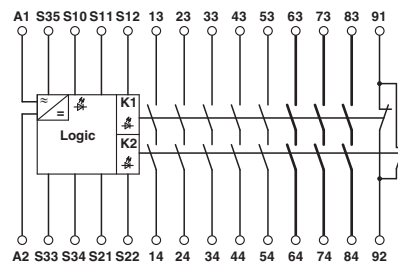 A1 S35 S10 S11 S12 13 23 33 43 53 63 73 83 91
≈
=
K1
Logic
K2
A2 S33 S34 S21 S22 14 24 34 44 54 64 74 84 92